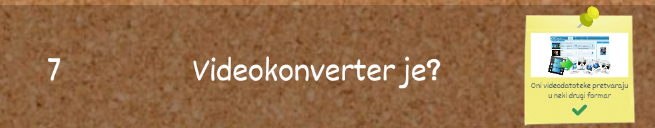 7
Videokonverter je?
Oni videodatoteke pretvaraju
u neki drugi format